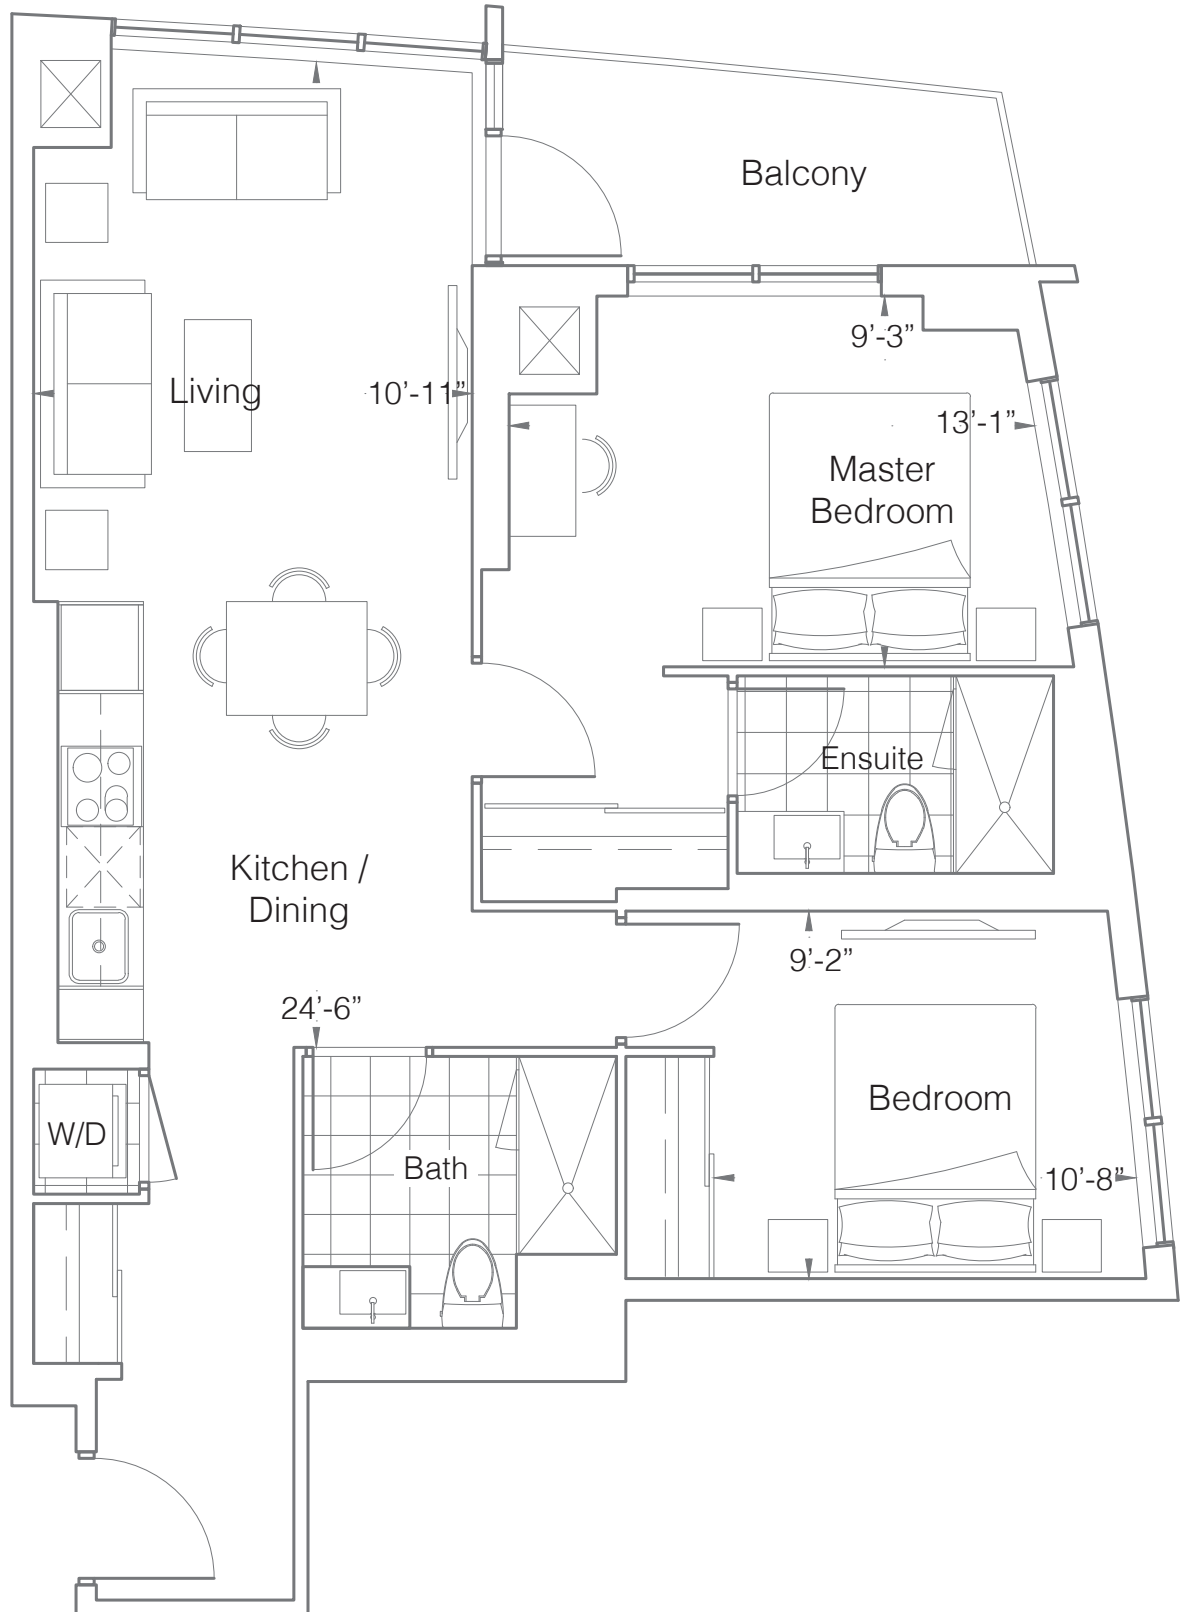 Balcony
9’-3”
Living
10’-11”
13’-1”
Master
Bedroom
Ensuite
Kitchen /
Dining
9’-2”
24’-6”
Bedroom
W/D
Bath
10’-8”